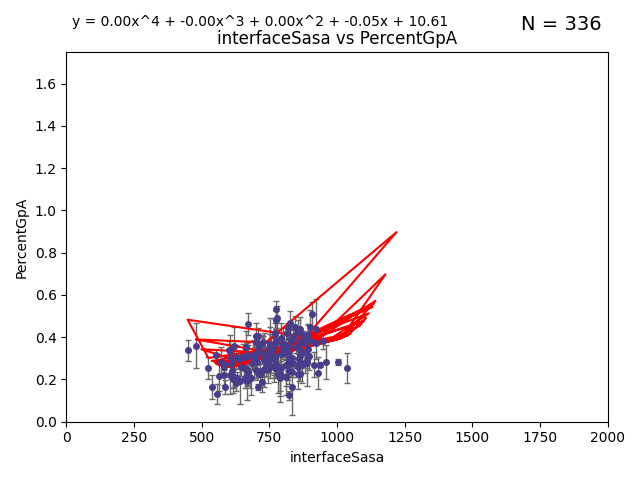 y = 0.00x^4 + -0.00x^3 + 0.00x^2 + -0.05x + 10.61
N = 336
interfaceSasa vs PercentGpA
PercentGpA
1.6
1.4
1.2
1.0
0.8
0.6
0.4
0.2
0.0
0 250 500 750 1000 1250 1500 1750 2000
interfaceSasa